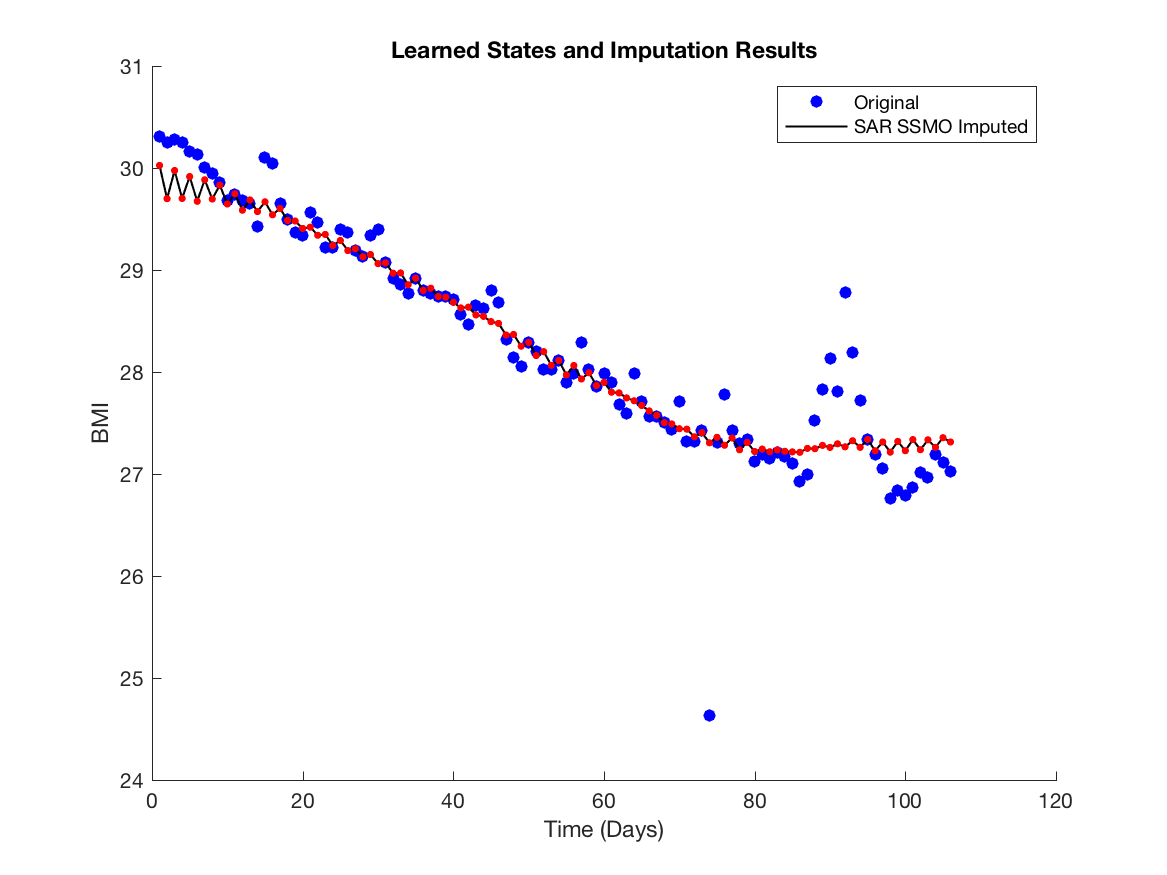 Learned States and Imputation Results
Original
SAR SSMO Imputed
31
30
29
28
27
26
25
24
BMI
0 20 40 60 80 100 120
Time (Days)